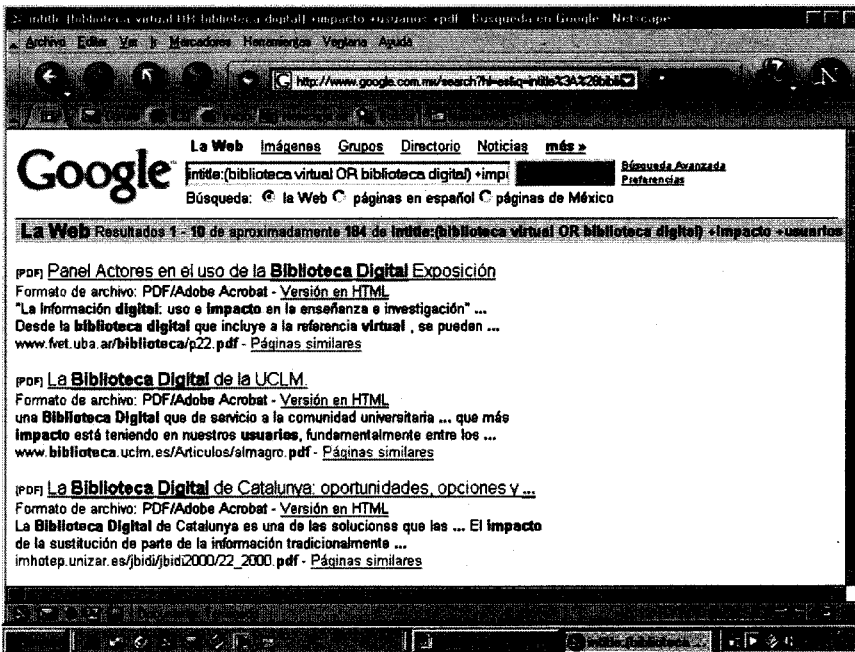 intitle:(biblioteca virtual OR biblioteca digital) +impacto +usuarios +pdf - Búsqueda en Google - Netscape
Archivo Editar Ver Ir Marcadores Herramientas Ventana Ayuda
http://www.google.com.mx/search?hl=es&q=intitle%3A%28bibli
La Web Imágenes Grupos Directorio Noticias más »
Google
intitle:(biblioteca virtual OR biblioteca digital) +imp
Búsqueda Avanzada
Preferencias
Búsqueda: la Web páginas en español páginas de México
La Web Resultados 1 - 10 de aproximadamente 184 de intitle:(biblioteca virtual OR biblioteca digital) +impacto +usuarios
[PDF] Panel Actores en el uso de la Biblioteca Digital Exposición
Formato de archivo: PDF/Adobe Acrobat - Versión en HTML
"La Información digital: uso e impacto en la enseñanza e investigación" ...
Desde la biblioteca digital que incluye a la referencia virtual , se pueden ...
www.fvet.uba.ar/biblioteca/p22.pdf - Páginas similares
[PDF] La Biblioteca Digital de la UCLM.
Formato de archivo: PDF/Adobe Acrobat - Versión en HTML
una Biblioteca Digital que de servicio a la comunidad universitaria ... que más
impacto está teniendo en nuestros usuarios, fundamentalmente entre los ...
www.biblioteca.uclm.es/Articulos/almagro.pdf - Páginas similares
[PDF] La Biblioteca Digital de Catalunya: oportunidades, opciones y ...
Formato de archivo: PDF/Adobe Acrobat - Versión en HTML
La Biblioteca Digital de Catalunya es una de las soluciones que las ... El impacto
de la sustitución de parte de la información tradicionalmente ...
imhotep.unizar.es/jbidi/jbidi2000/22_2000.pdf - Páginas similares